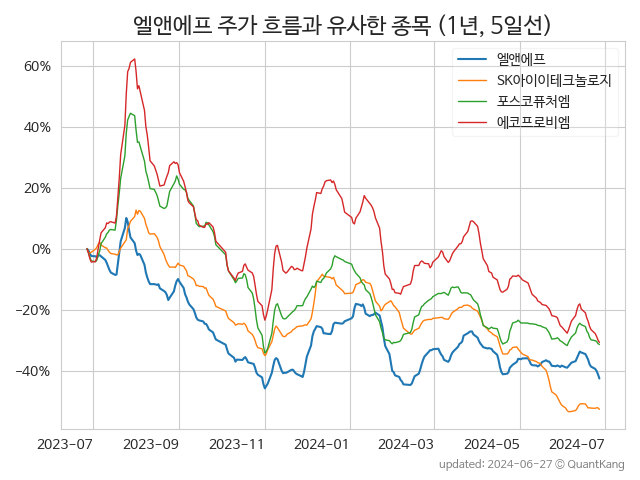 엘앤에프 주가 흐름과 유사한 종목 (1년, 5일선)
엘앤에프
SK아이이테크놀로지
포스코퓨처엠
에코프로비엠
60%
40%
20%
0%
−20%
−40%
2023-07 2023-09 2023-11 2024-01 2024-03 2024-05 2024-07
updated: 2024-06-27 © QuantKang